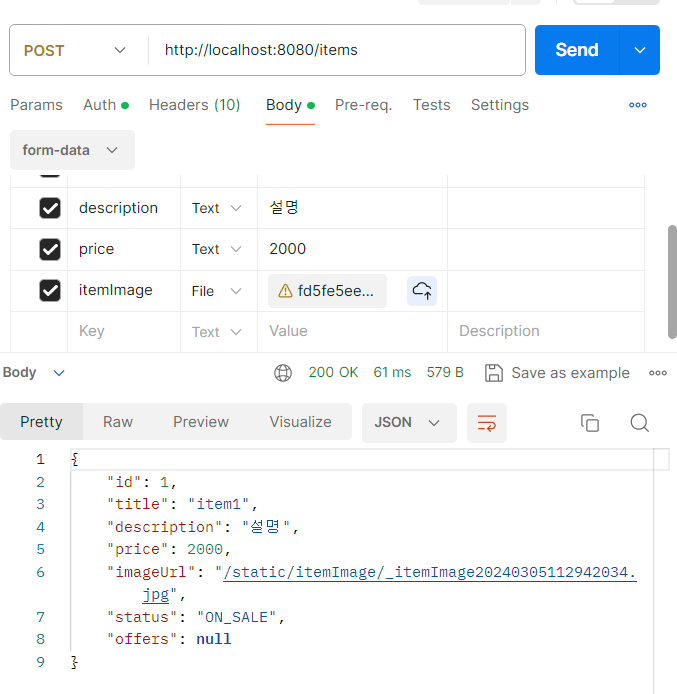 POST http://localhost:8080/items Send
Params Auth Headers (10) Body Pre-req. Tests Settings
form-data
description Text 설명
price Text 2000
itemImage File fd5fe5ee...
Key Text Value Description
Body 200 OK 61 ms 579 B Save as example
Pretty Raw Preview Visualize JSON
1 {
2 "id": 1,
3 "title": "item1",
4 "description": "설명",
5 "price": 2000,
6 "imageUrl": "/static/itemImage/_itemImage20240305112942034.
jpg",
7 "status": "ON_SALE",
8 "offers": null
9 }